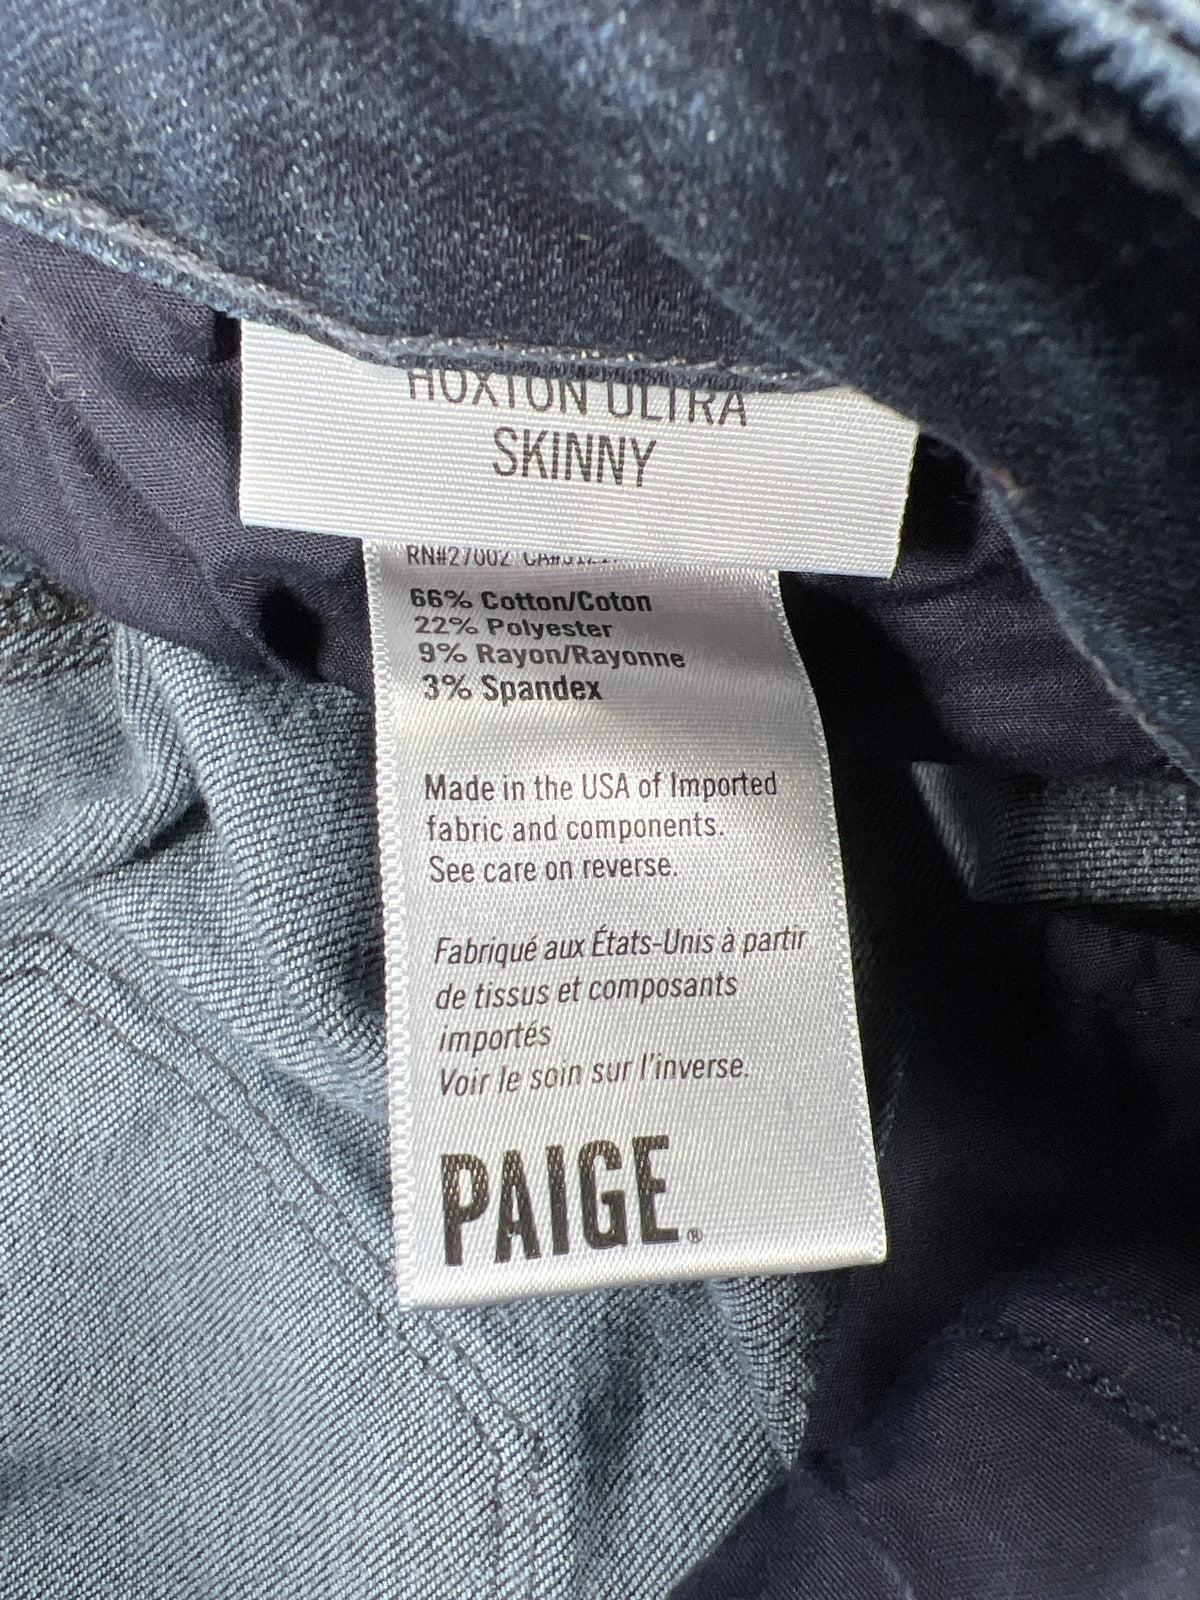 HOXTON ULTRA
SKINNY
RN#27002
66% Cotton/Coton
22% Polyester
9% Rayon/Rayonne
3% Spandex
Made in the USA of Imported
fabric and components.
See care on reverse.
Fabriqué aux États-Unis à partir
de tissus et composants
importés
Voir le soin sur l'inverse.
PAIGE®